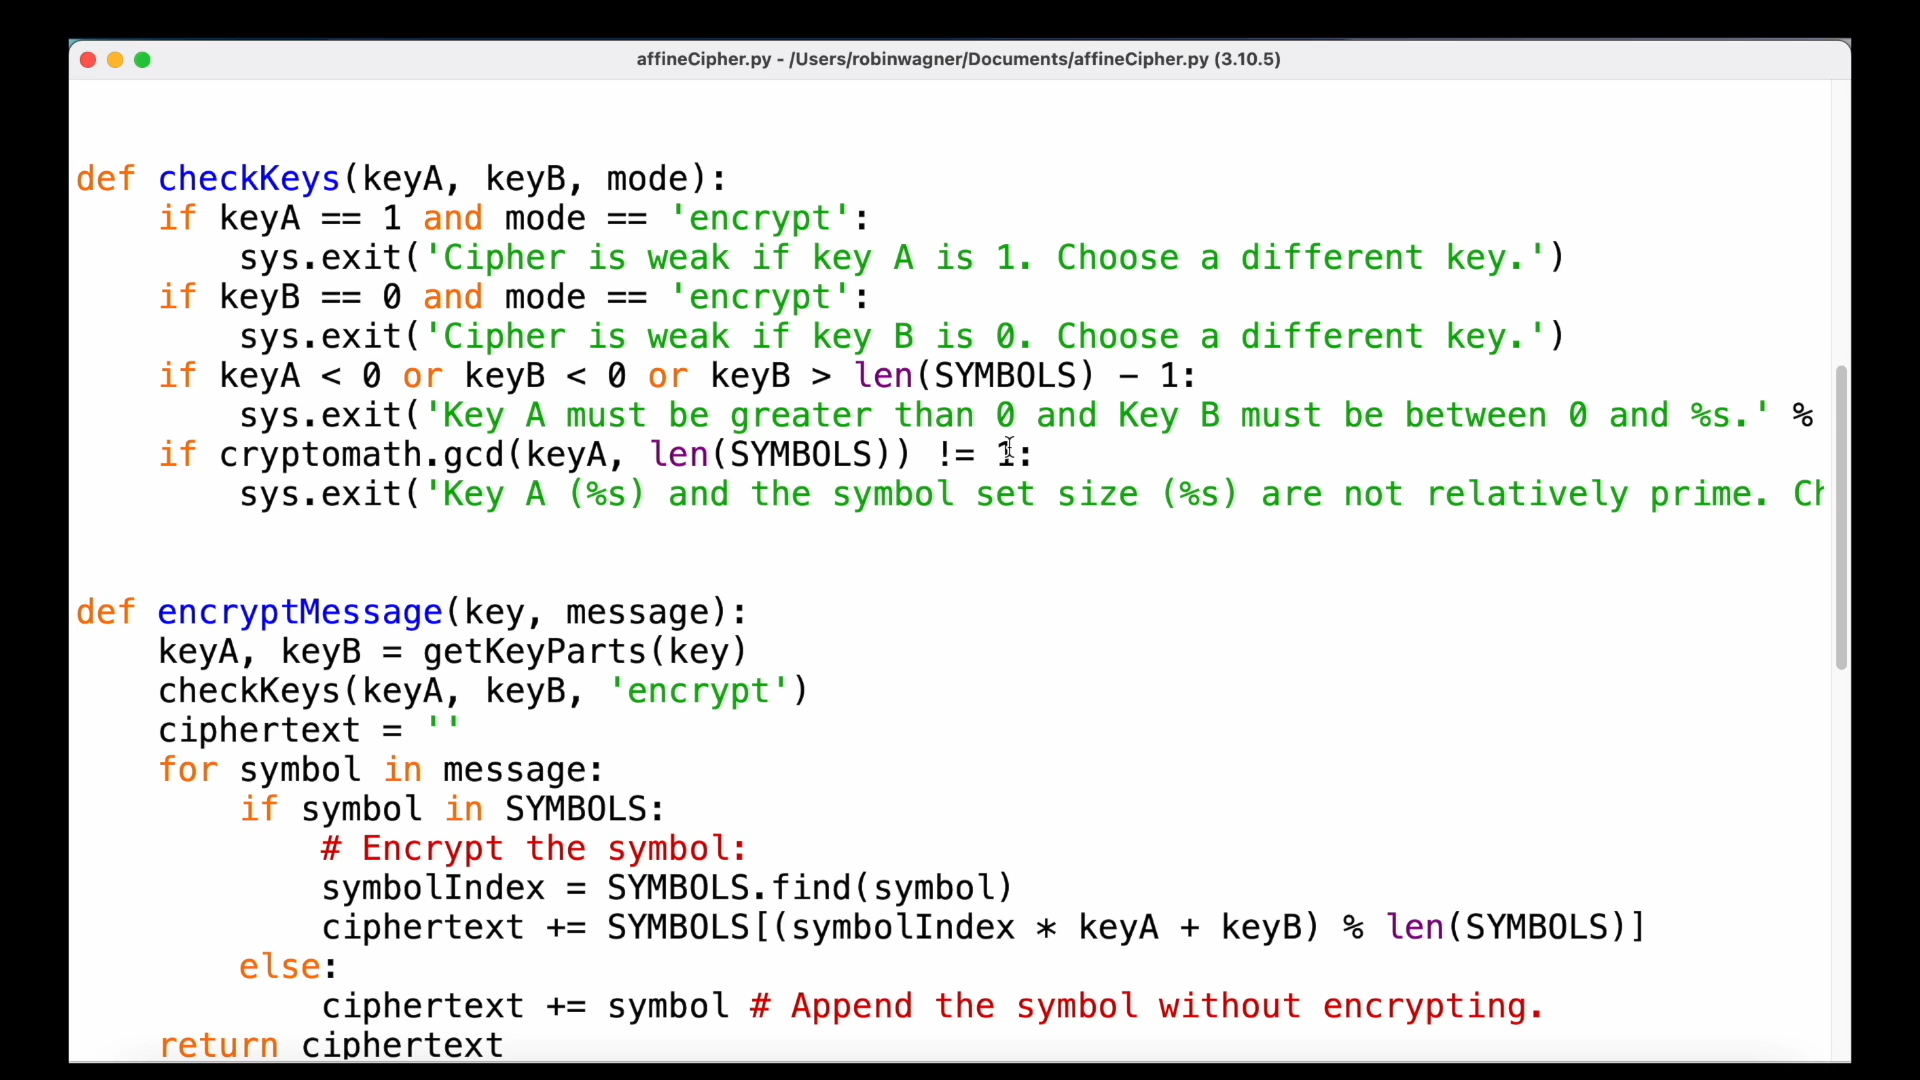 affineCipher.py - /Users/robinwagner/Documents/affineCipher.py (3.10.5)
def checkKeys(keyA, keyB, mode):
    if keyA == 1 and mode == 'encrypt':
        sys.exit('Cipher is weak if key A is 1. Choose a different key.')
    if keyB == 0 and mode == 'encrypt':
        sys.exit('Cipher is weak if key B is 0. Choose a different key.')
    if keyA < 0 or keyB < 0 or keyB > len(SYMBOLS) - 1:
        sys.exit('Key A must be greater than 0 and Key B must be between 0 and %s.' %
    if cryptomath.gcd(keyA, len(SYMBOLS)) != 1:
        sys.exit('Key A (%s) and the symbol set size (%s) are not relatively prime. Ch
def encryptMessage(key, message):
    keyA, keyB = getKeyParts(key)
    checkKeys(keyA, keyB, 'encrypt')
    ciphertext = ''
    for symbol in message:
        if symbol in SYMBOLS:
            # Encrypt the symbol:
            symbolIndex = SYMBOLS.find(symbol)
            ciphertext += SYMBOLS[(symbolIndex * keyA + keyB) % len(SYMBOLS)]
        else:
            ciphertext += symbol # Append the symbol without encrypting.
    return ciphertext